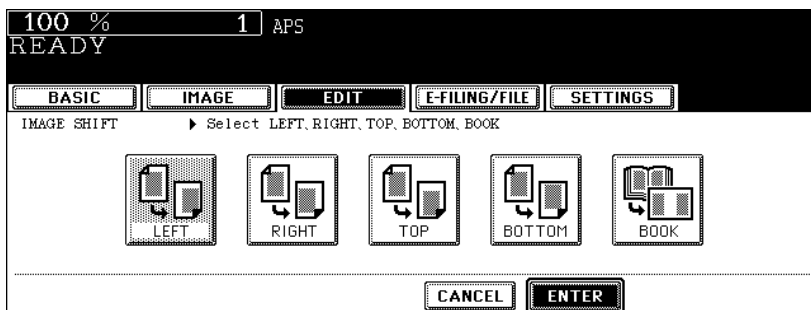 100 % 1 APS
READY
BASIC IMAGE EDIT E-FILING/FILE SETTINGS
IMAGE SHIFT ▶ Select LEFT, RIGHT, TOP, BOTTOM, BOOK
LEFT RIGHT TOP BOTTOM BOOK
CANCEL ENTER